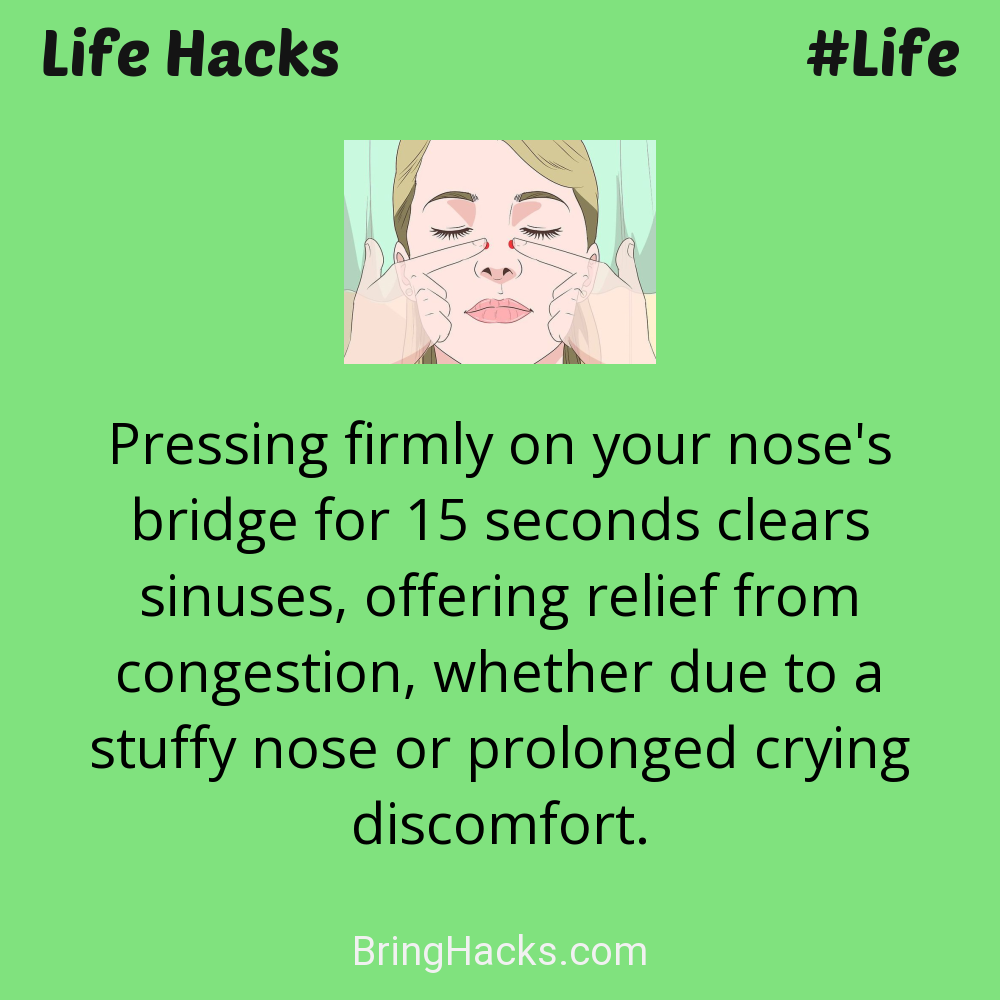 Life Hacks
#Life
Pressing firmly on your nose's
bridge for 15 seconds clears
sinuses, offering relief from
congestion, whether due to a
stuffy nose or prolonged crying
discomfort.
BringHacks.com